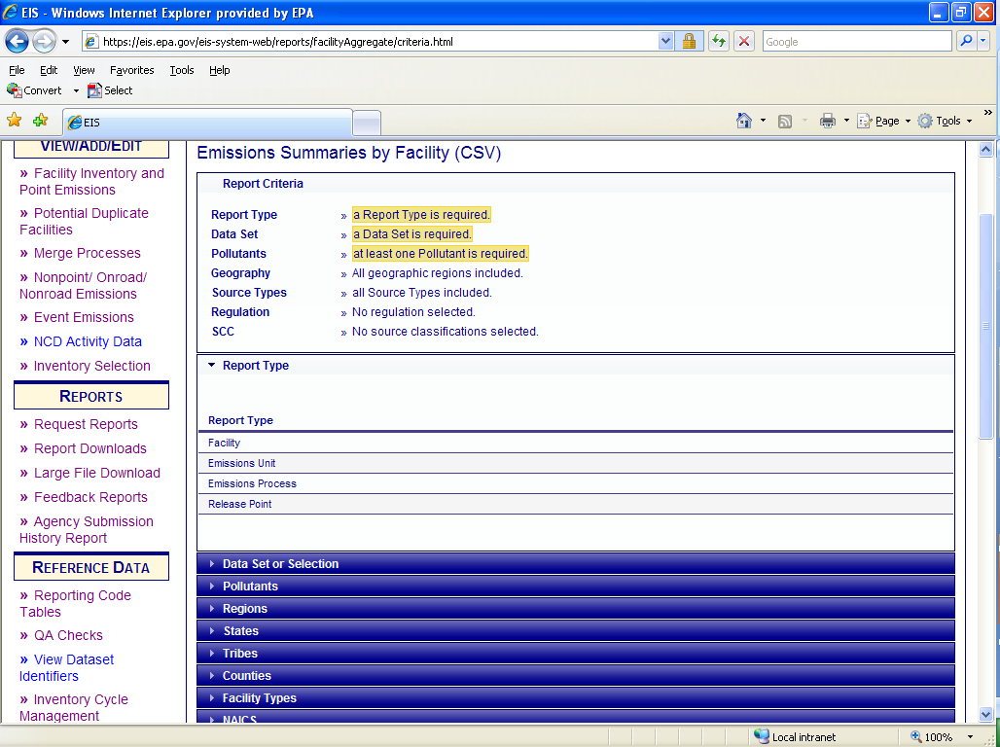 EIS - Windows Internet Explorer provided by EPA
https://eis.epa.gov/eis-system-web/reports/facilityAggregate/criteria.html
Google
File Edit View Favorites Tools Help
Convert Select
EIS
Page Tools »
VIEW/ADD/EDIT
» Facility Inventory and
Point Emissions
» Potential Duplicate
Facilities
» Merge Processes
» Nonpoint/ Onroad/
Nonroad Emissions
» Event Emissions
» NCD Activity Data
» Inventory Selection
REPORTS
» Request Reports
» Report Downloads
» Large File Download
» Feedback Reports
» Agency Submission
History Report
REFERENCE DATA
» Reporting Code
Tables
» QA Checks
» View Dataset
Identifiers
» Inventory Cycle
Management
Emissions Summaries by Facility (CSV)
Report Criteria
Report Type » a Report Type is required.
Data Set » a Data Set is required.
Pollutants » at least one Pollutant is required.
Geography » All geographic regions included.
Source Types » all Source Types included.
Regulation » No regulation selected.
SCC » No source classifications selected.
Report Type
Report Type
Facility
Emissions Unit
Emissions Process
Release Point
Data Set or Selection
Pollutants
Regions
States
Tribes
Counties
Facility Types
NAICS
Local intranet
100%